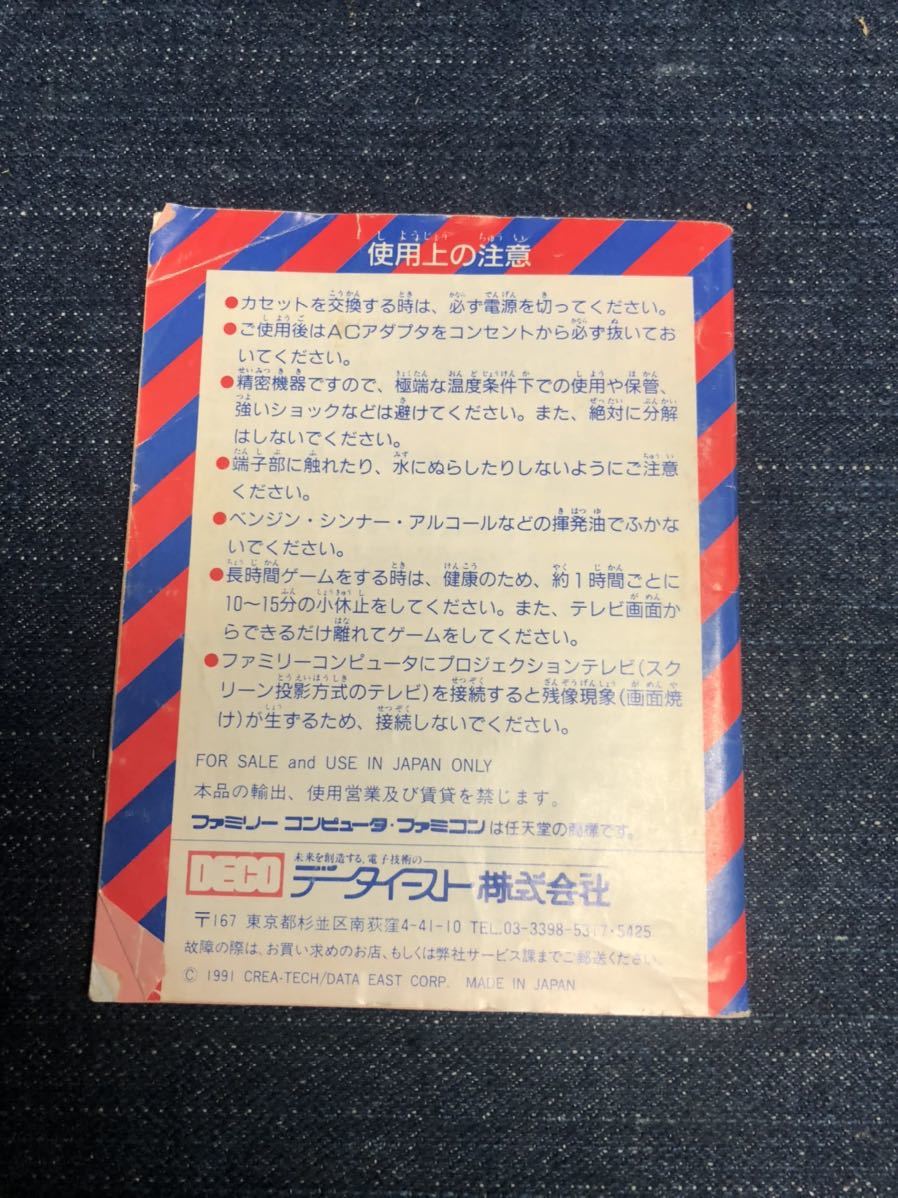 使用上の注意
●カセットを交換する時は、必ず電源を切ってください。
●ご使用後はACアダプタをコンセントから必ず抜いてお
いてください。
●精密機器ですので、極端な温度条件下での使用や保管、
強いショックなどは避けてください。また、絶対に分解
はしないでください。
●端子部に触れたり、水にぬらしたりしないようにご注意
ください。
●ベンジン・シンナー・アルコールなどの揮発油でふかな
いでください。
●長時間ゲームをする時は、健康のため、約1時間ごとに
10〜15分の小休止をしてください。また、テレビ画面か
らできるだけ離れてゲームをしてください。
●ファミリーコンピュータにプロジェクションテレビ(スク
リーン投影方式のテレビ)を接続すると残像現象(画面焼
け)が生ずるため、接続しないでください。
FOR SALE and USE IN JAPAN ONLY
本品の輸出、使用営業及び賃貸を禁じます。
ファミリー コンピュータ・ファミコンは任天堂の商標です。
DECO 未来を創造する、電子技術の
データイースト株式会社
〒167 東京都杉並区南荻窪4-41-10 TEL.03-3398-5317・5425
故障の際は、お買い求めのお店、もしくは弊社サービス課までご郵送ください。
© 1991 CREA-TECH/DATA EAST CORP. MADE IN JAPAN